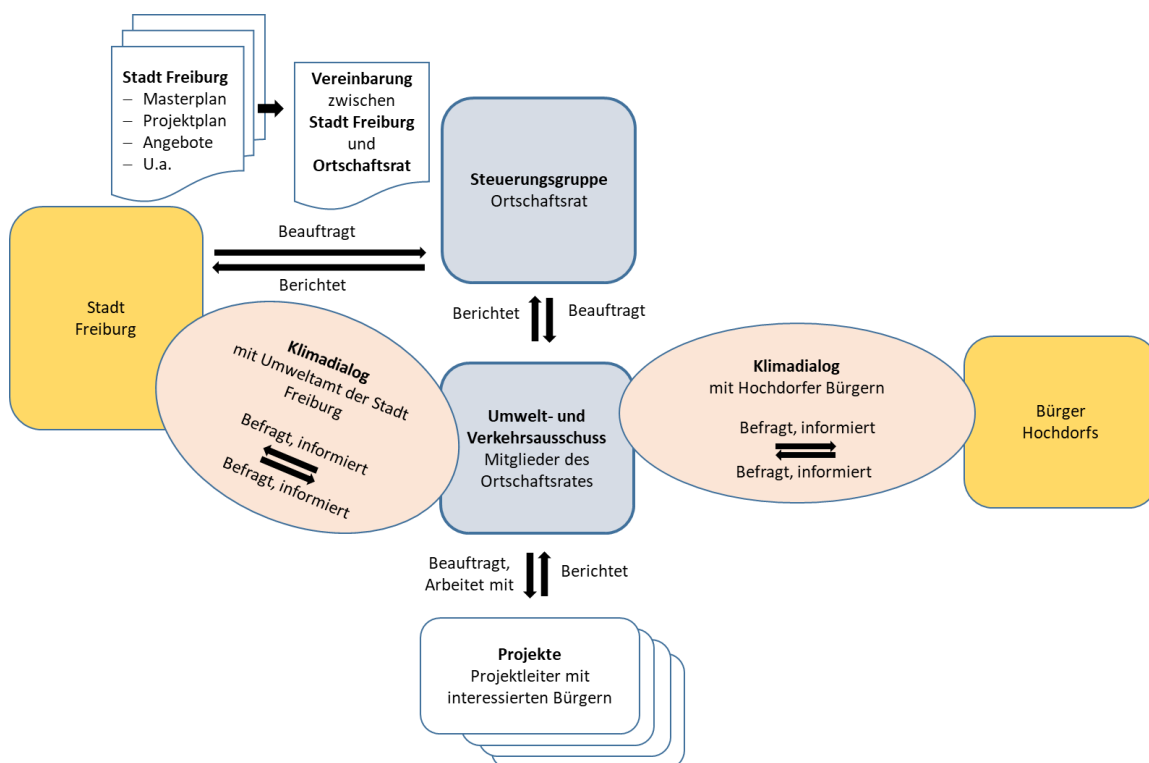 Stadt Freiburg
– Masterplan
– Projektplan
– Angebote
– U.a.
Vereinbarung
zwischen
Stadt Freiburg
und
Ortschaftsrat
Steuerungsgruppe
Ortschaftsrat
Beauftragt
Berichtet
Stadt
Freiburg
Berichtet
Beauftragt
Klimadialog
mit Umweltamt der Stadt
Freiburg
Befragt, informiert
Befragt, informiert
Umwelt- und
Verkehrsausschuss
Mitglieder des
Ortschaftsrates
Klimadialog
mit Hochdorfer Bürgern
Befragt, informiert
Befragt, informiert
Bürger
Hochdorfs
Beauftragt,
Arbeitet mit
Berichtet
Projekte
Projektleiter mit
interessierten Bürgern